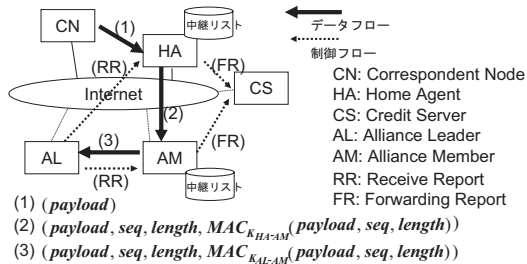 (1)
CN
HA
中継リスト
データフロー
制御フロー
(RR)
(FR)
Internet
(2)
CS
(3)
(FR)
AL
AM
(RR)
中継リスト
CN: Correspondent Node
HA: Home Agent
CS: Credit Server
AL: Alliance Leader
AM: Alliance Member
RR: Receive Report
FR: Forwarding Report
(1) (payload)
(2) (payload, seq, length, MAC_{K_{HA-AM}}(payload, seq, length))
(3) (payload, seq, length, MAC_{K_{AL-AM}}(payload, seq, length))